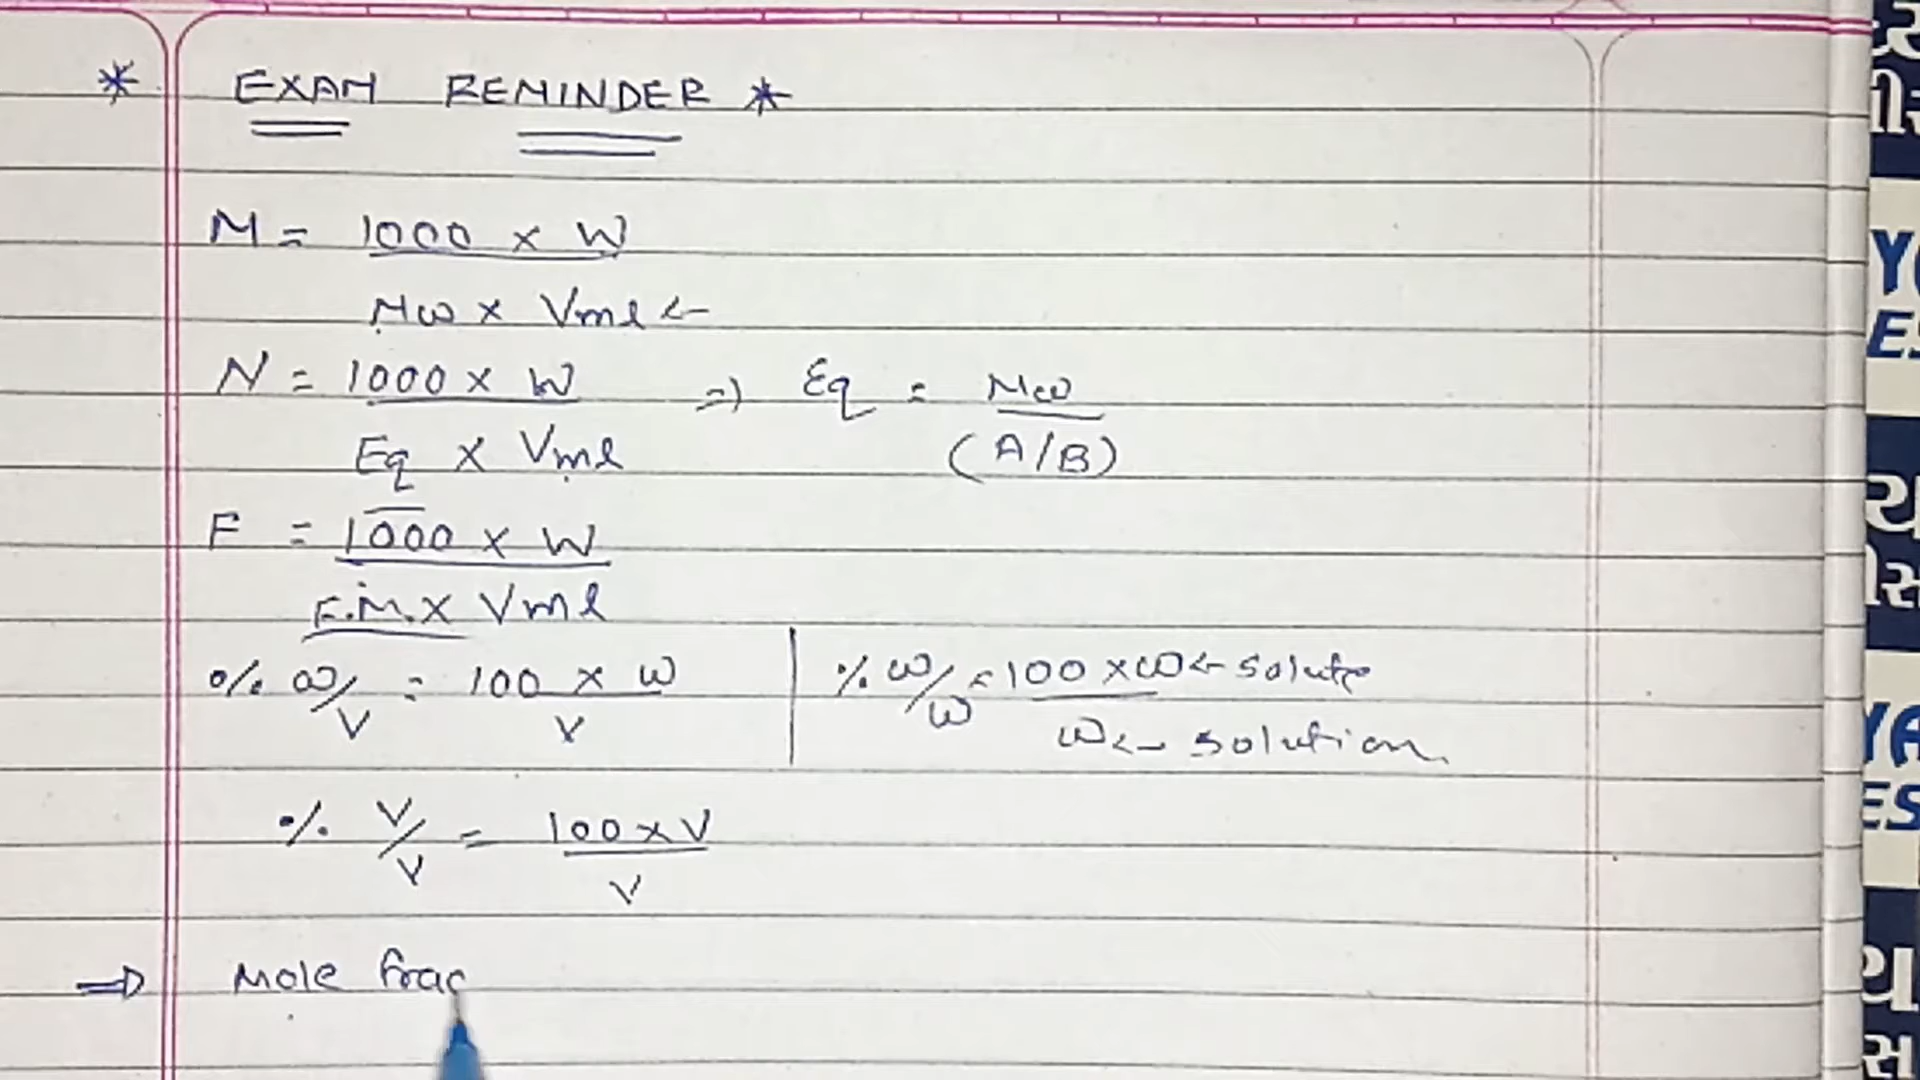 * EXAM REMINDER *
M = 1000 × W
Mw × Vml ←
N = 1000 × W ⇒ Eq = Mw
Eq × Vml (A/B)
F = 1000 × W
F.M. × Vml
% w/v = 100 × w | % w/w = 100 × w ← solute
v w ← solution
% v/v = 100 × v
v
⇒ Mole frac